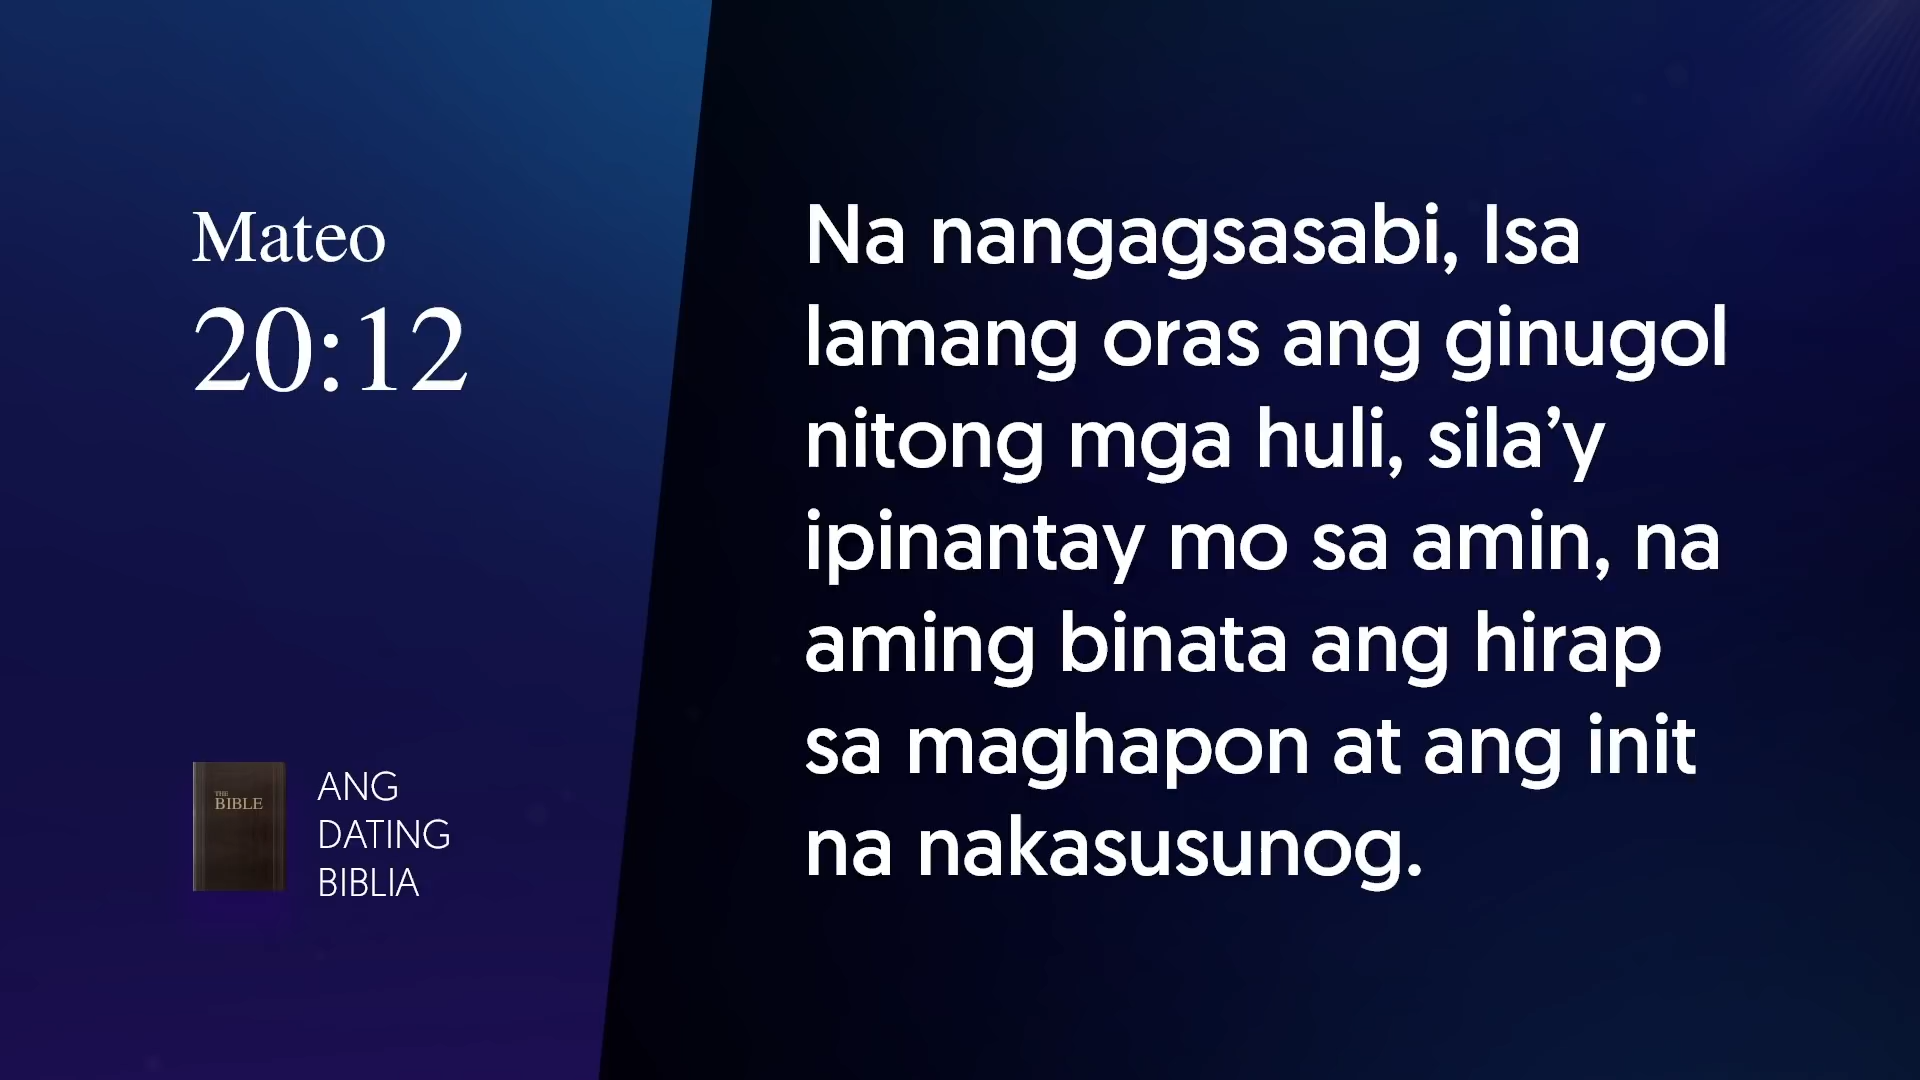 Mateo
20:12
Na nangagsasabi, Isa
lamang oras ang ginugol
nitong mga huli, sila’y
ipinantay mo sa amin, na
aming binata ang hirap
sa maghapon at ang init
na nakasusunog.
THE
BIBLE
ANG
DATING
BIBLIA